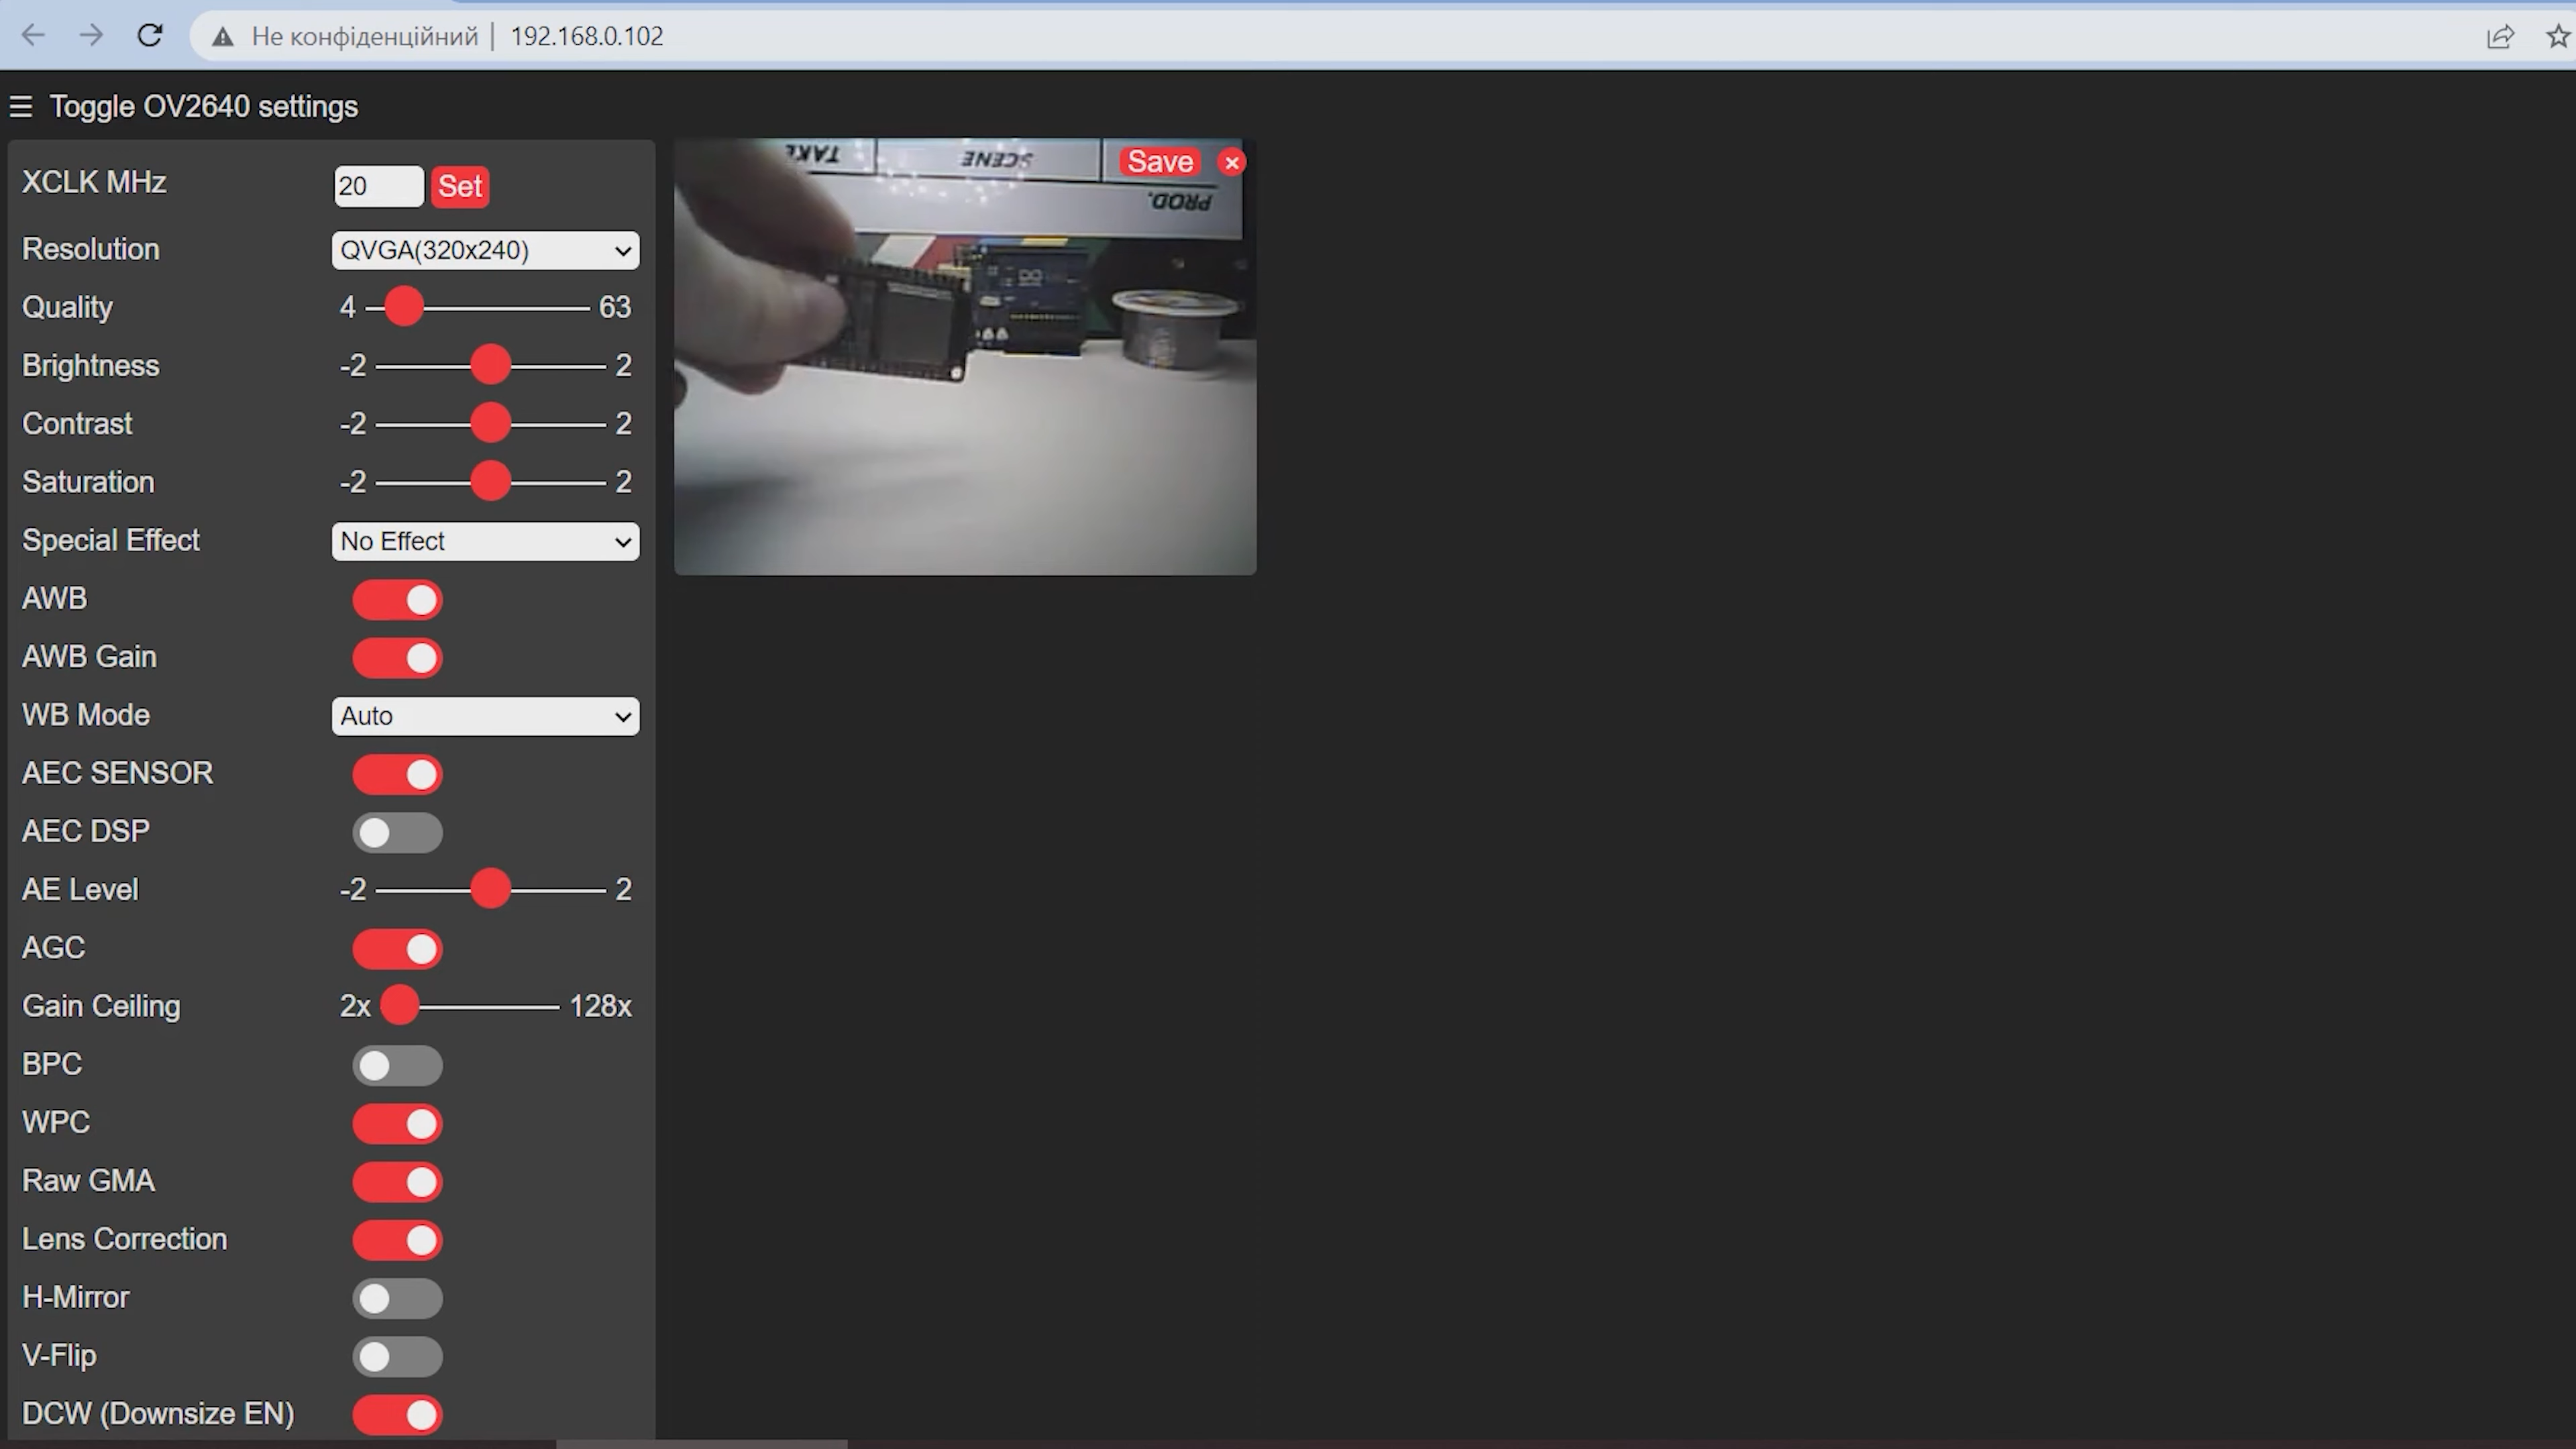 Не конфіденційний | 192.168.0.102
☰ Toggle OV2640 settings
XCLK MHz 20 Set
Resolution QVGA(320x240)
Quality 4 63
Brightness -2 2
Contrast -2 2
Saturation -2 2
Special Effect No Effect
AWB
AWB Gain
WB Mode Auto
AEC SENSOR
AEC DSP
AE Level -2 2
AGC
Gain Ceiling 2x 128x
BPC
WPC
Raw GMA
Lens Correction
H-Mirror
V-Flip
DCW (Downsize EN)
TAKE SCENE Save ×
PROD.